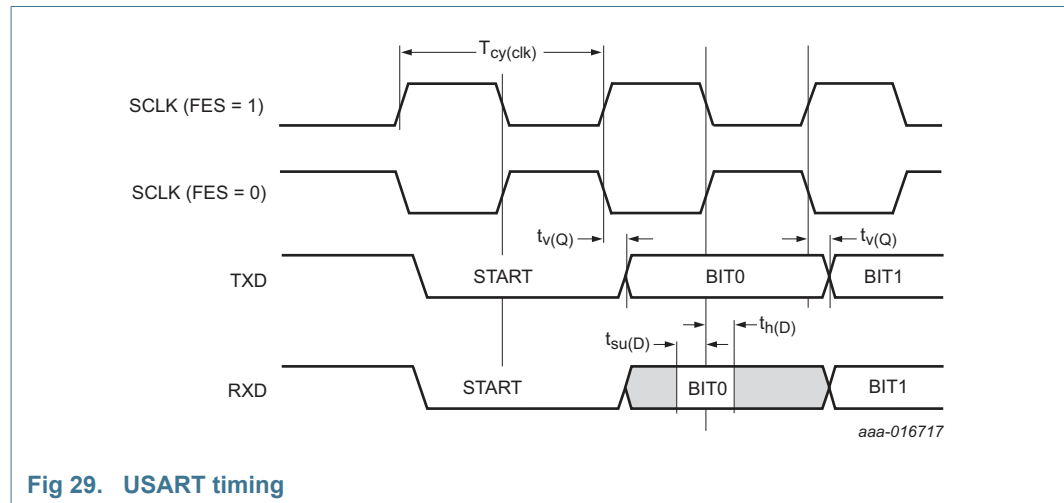 Tcy(clk)
SCLK (FES = 1)
SCLK (FES = 0)
tv(Q)
tv(Q)
TXD
START
BIT0
BIT1
th(D)
tsu(D)
RXD
START
BIT0
BIT1
aaa-016717
Fig 29. USART timing